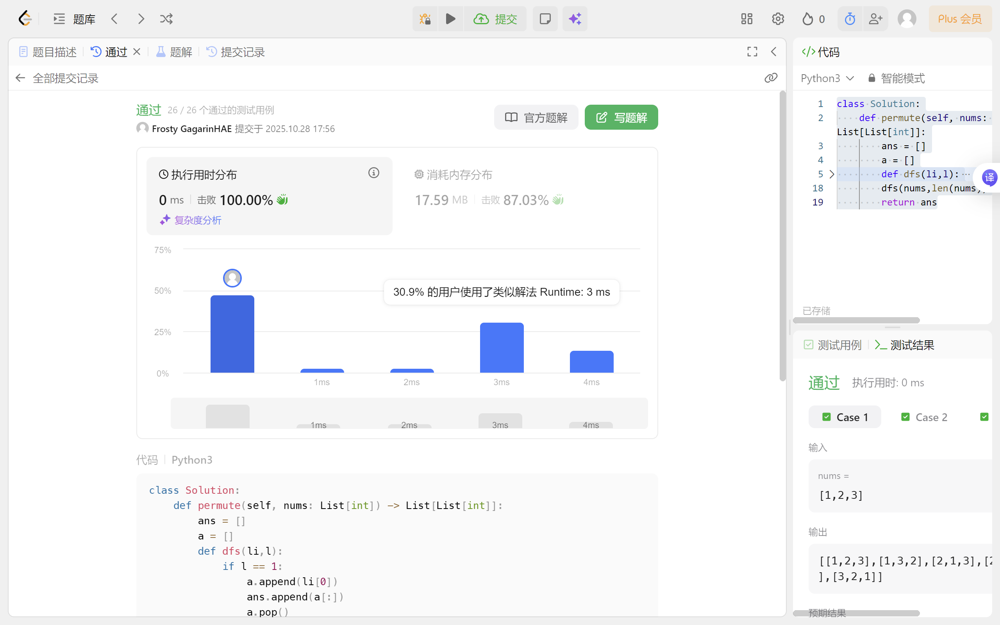 题库
提交
0
Plus 会员
题目描述
通过
题解
提交记录
全部提交记录
通过 26 / 26 个通过的测试用例
Frosty GagarinHAE 提交于 2025.10.28 17:56
官方题解
写题解
执行用时分布
0 ms 击败 100.00%
复杂度分析
消耗内存分布
17.59 MB 击败 87.03%
75%
50%
25%
0%
30.9% 的用户使用了类似解法 Runtime: 3 ms
1ms 2ms 3ms 4ms
1ms 2ms 3ms 4ms
代码 Python3
class Solution:
    def permute(self, nums: List[int]) -> List[List[int]]:
        ans = []
        a = []
        def dfs(li,l):
            if l == 1:
                a.append(li[0])
                ans.append(a[:])
                a.pop()
代码
Python3 智能模式
1 class Solution:
2     def permute(self, nums:
List[List[int]]:
3         ans = []
4         a = []
5         def dfs(li,l):···
18         dfs(nums,len(nums)
19         return ans
译
已存储
测试用例
测试结果
通过 执行用时: 0 ms
Case 1 Case 2
输入
nums =
[1,2,3]
输出
[[1,2,3],[1,3,2],[2,1,3],[2
],[3,2,1]]
预期结果